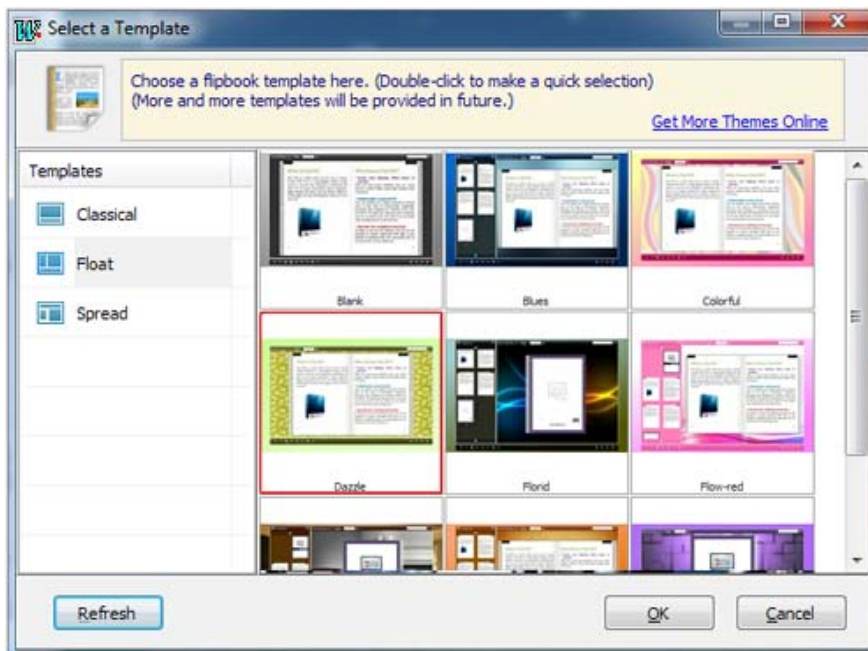 Select a Template
Choose a flipbook template here. (Double-click to make a quick selection)
(More and more templates will be provided in future.)
Get More Themes Online
Templates
Classical
Float
Spread
Blank
Blues
Colorful
Dazzle
Florid
Flow-red
Refresh
OK
Cancel